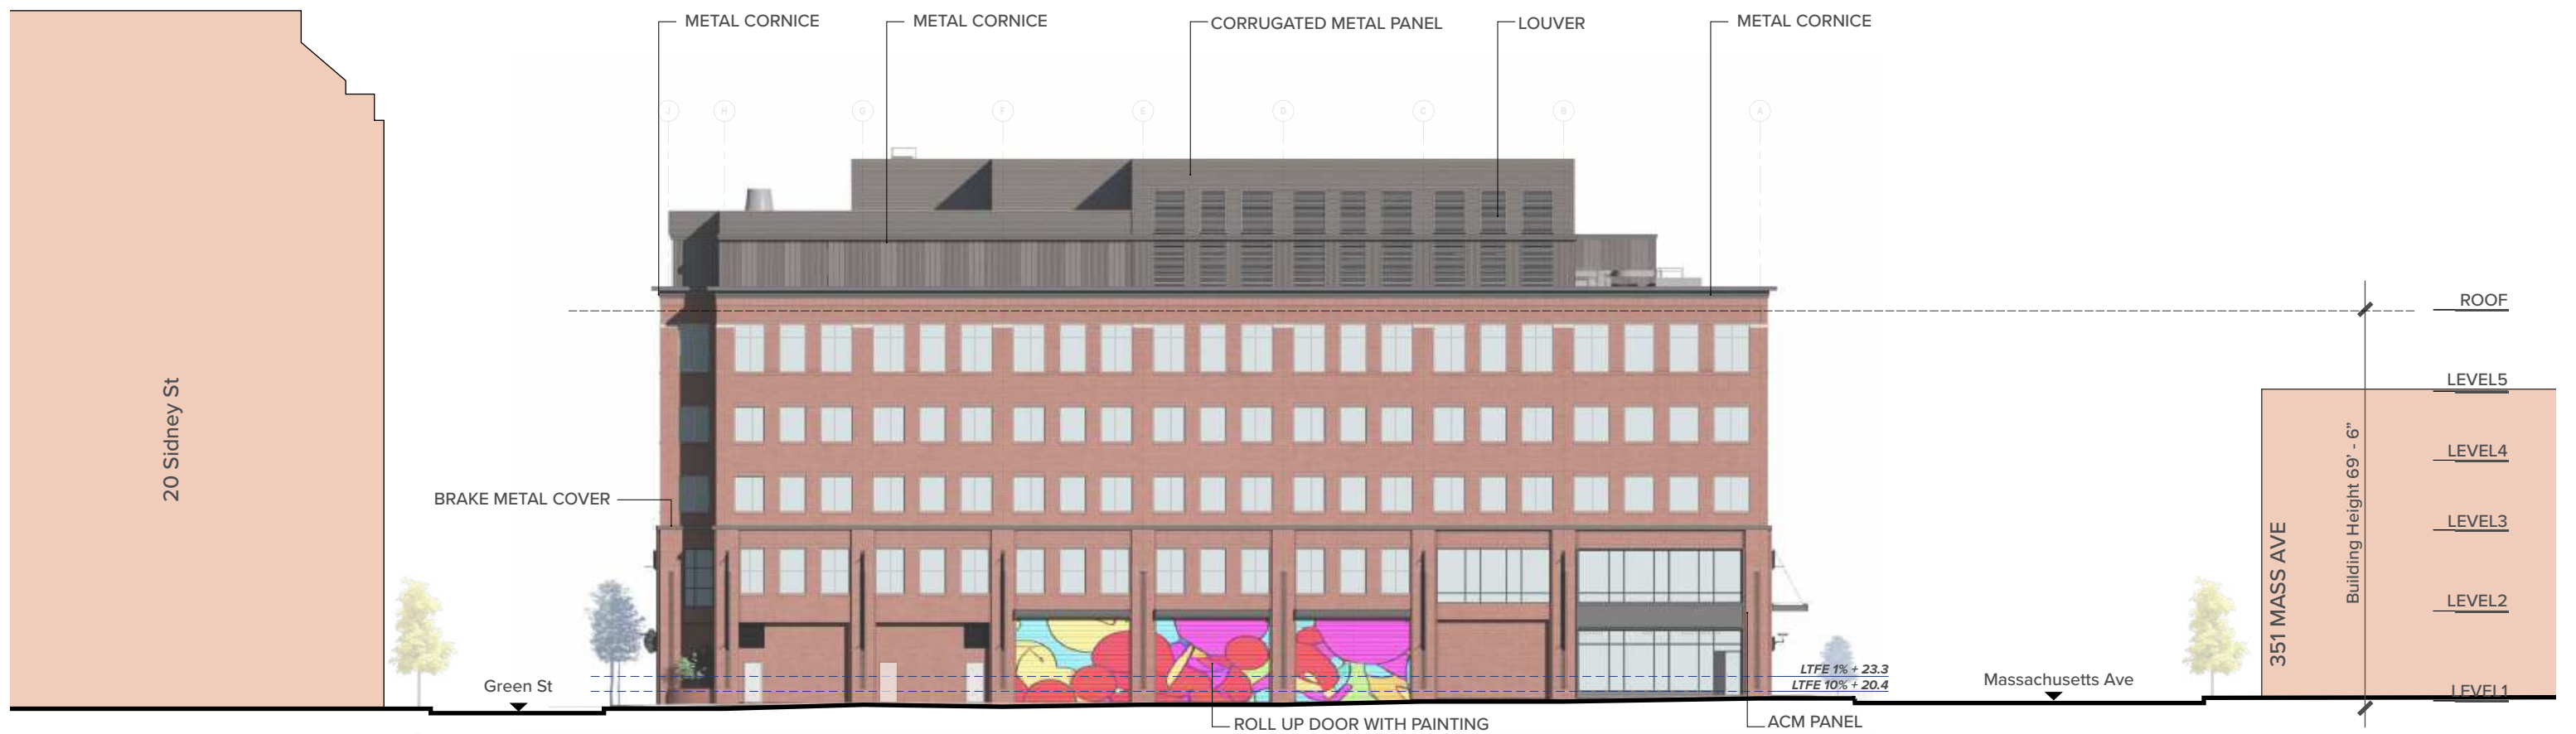 METAL CORNICE
METAL CORNICE
CORRUGATED METAL PANEL
LOUVER
METAL CORNICE
J
H
G
F
E
D
C
B
A
ROOF
LEVEL5
20 Sidney St
Building Height 69' - 6"
LEVEL4
BRAKE METAL COVER
LEVEL3
351 MASS AVE
LEVEL2
LTFE 1% + 23.3
Green St
Massachusetts Ave
LTFE 10% + 20.4
LEVEL1
ROLL UP DOOR WITH PAINTING
ACM PANEL